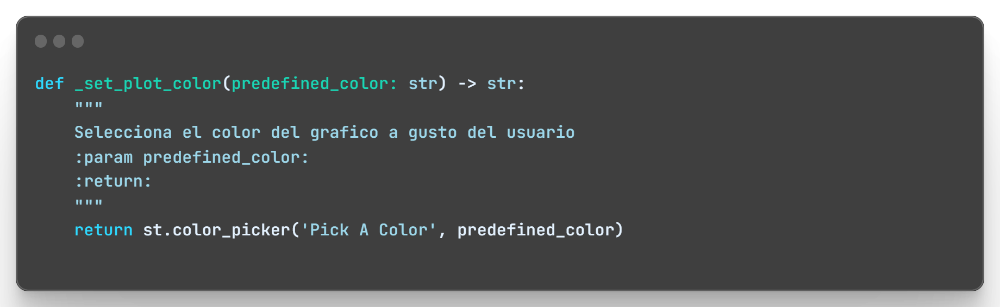 def _set_plot_color(predefined_color: str) -> str:
    """
    Selecciona el color del grafico a gusto del usuario
    :param predefined_color:
    :return:
    """
    return st.color_picker('Pick A Color', predefined_color)